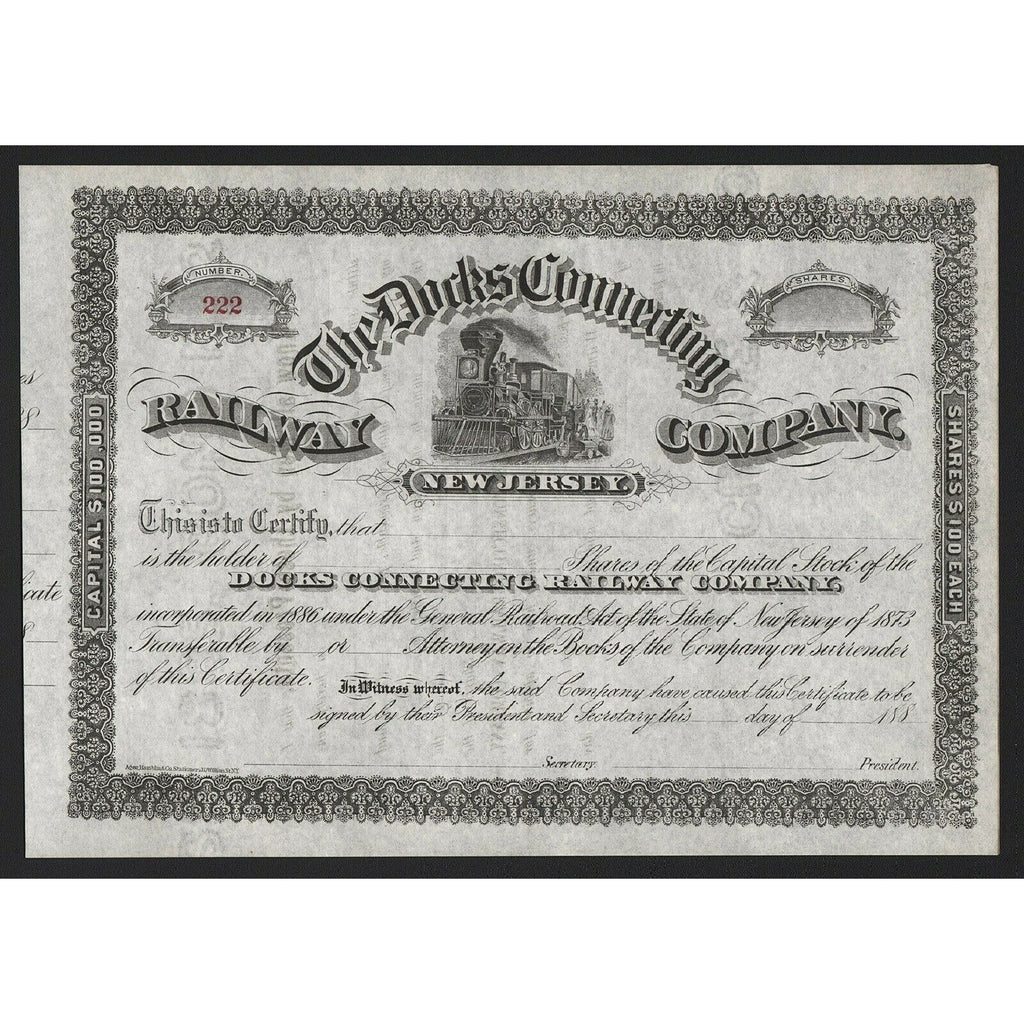 NUMBER.
222
SHARES
The Docks Connecting
RAILWAY
COMPANY.
NEW JERSEY.
CAPITAL $100,000
SHARES $100 EACH
This is to Certify, that
is the holder of Shares of the Capital Stock of the
DOCKS CONNECTING RAILWAY COMPANY,
incorporated in 1886 under the General Railroad Act of the State of New Jersey of 1873
Transferable by or Attorney on the Books of the Company on surrender
of this Certificate.
In Witness whereof, the said Company have caused this Certificate to be
signed by their President and Secretary this day of 188
Secretary.
President.